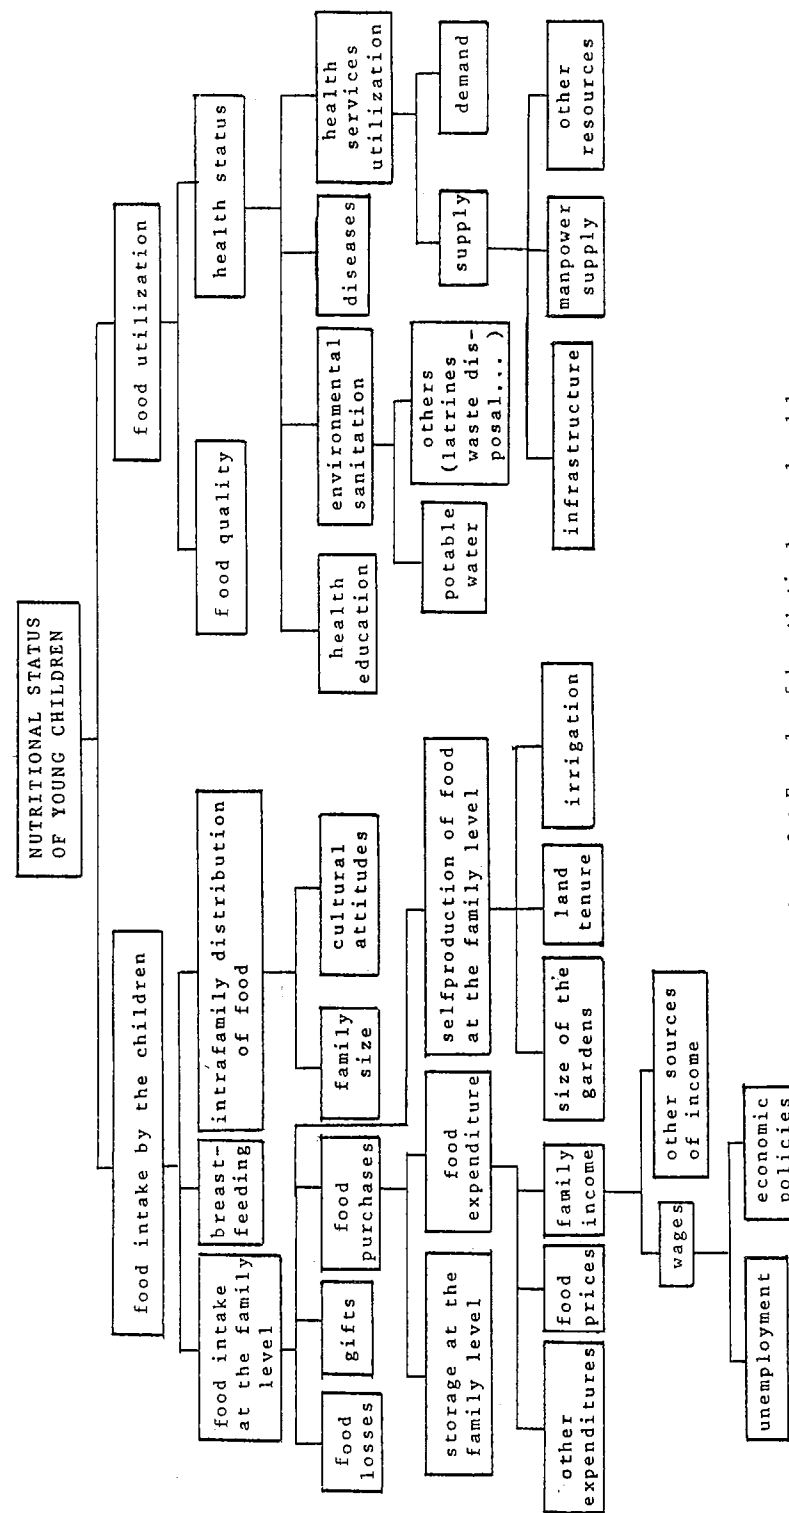 NUTRITIONAL STATUS
OF YOUNG CHILDREN
food intake by the children
food utilization
food intake
at the family
level
breast-
feeding
intrafamily distribution
of food
food quality
health status
food
losses
gifts
food
purchases
family
size
cultural
attitudes
health
education
environmental
sanitation
diseases
health
services
utilization
storage at the
family level
food
expenditure
selfproduction of food
at the family level
potable
water
others
(latrines
waste dis-
posal...)
supply
demand
other
expenditures
food
prices
family
income
size of the
gardens
land
tenure
irrigation
infrastructure
manpower
supply
other
resources
wages
other sources
of income
unemployment
economic
policies